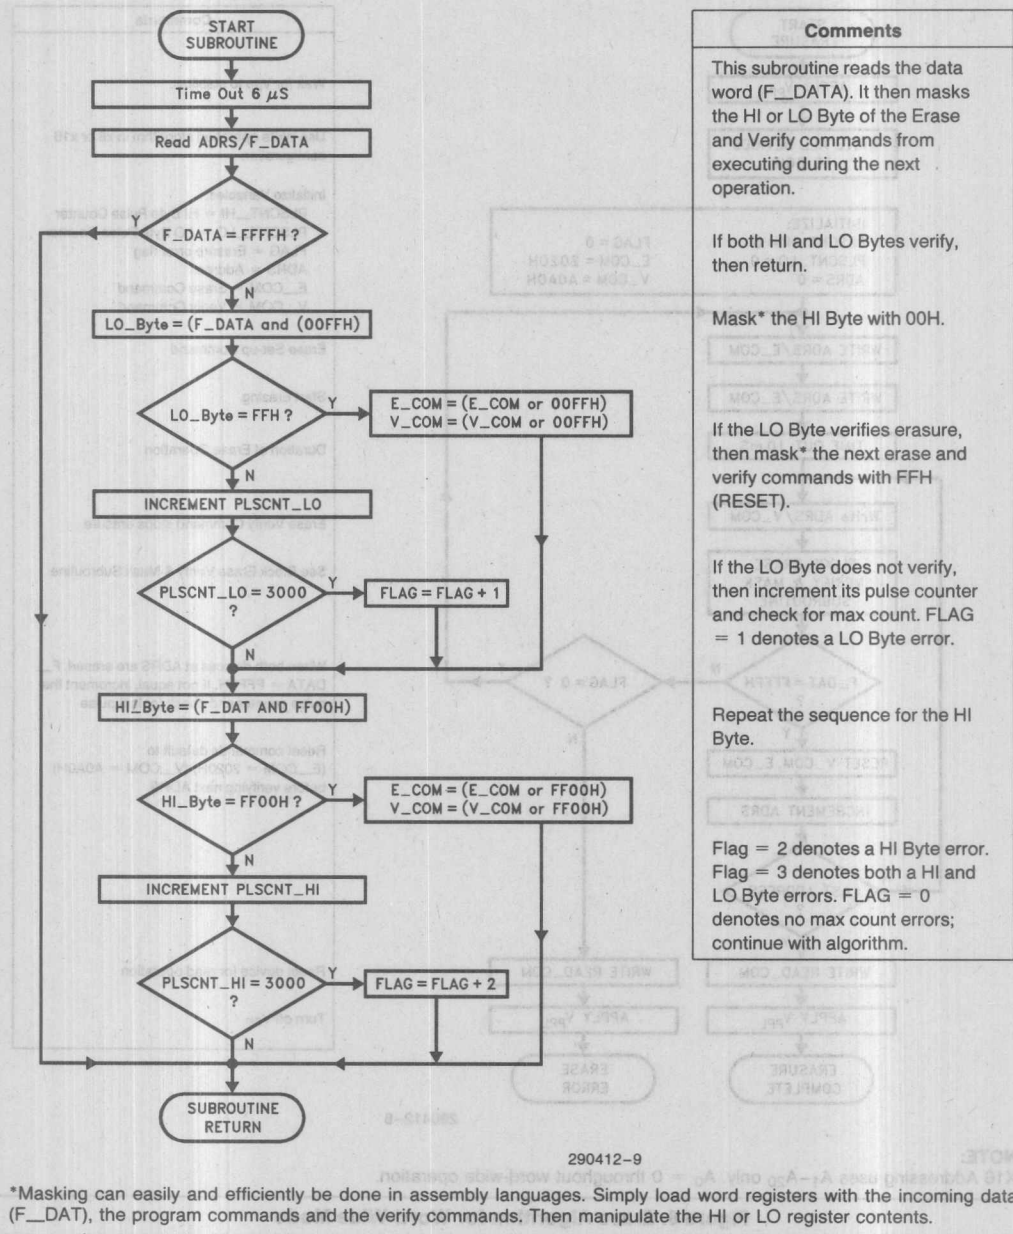 START
SUBROUTINE
Time Out 6 µS
Read ADRS/F_DATA
F_DATA = FFFFH ?
Y
N
LO_Byte = (F_DATA and (00FFH)
LO_Byte = FFH ?
Y
E_COM = (E_COM or 00FFH)
V_COM = (V_COM or 00FFH)
N
INCREMENT PLSCNT_LO
PLSCNT_LO = 3000
?
Y
FLAG = FLAG + 1
N
HI_Byte = (F_DAT AND FF00H)
HI_Byte = FF00H ?
Y
E_COM = (E_COM or FF00H)
V_COM = (V_COM or FF00H)
N
INCREMENT PLSCNT_HI
PLSCNT_HI = 3000
?
Y
FLAG = FLAG + 2
N
SUBROUTINE
RETURN
Comments
This subroutine reads the data
word (F__DATA). It then masks
the HI or LO Byte of the Erase
and Verify commands from
executing during the next
operation.
If both HI and LO Bytes verify,
then return.
Mask* the HI Byte with 00H.
If the LO Byte verifies erasure,
then mask* the next erase and
verify commands with FFH
(RESET).
If the LO Byte does not verify,
then increment its pulse counter
and check for max count. FLAG
= 1 denotes a LO Byte error.
Repeat the sequence for the HI
Byte.
Flag = 2 denotes a HI Byte error.
Flag = 3 denotes both a HI and
LO Byte errors. FLAG = 0
denotes no max count errors;
continue with algorithm.
290412-9
*Masking can easily and efficiently be done in assembly languages. Simply load word registers with the incoming data
(F__DAT), the program commands and the verify commands. Then manipulate the HI or LO register contents.